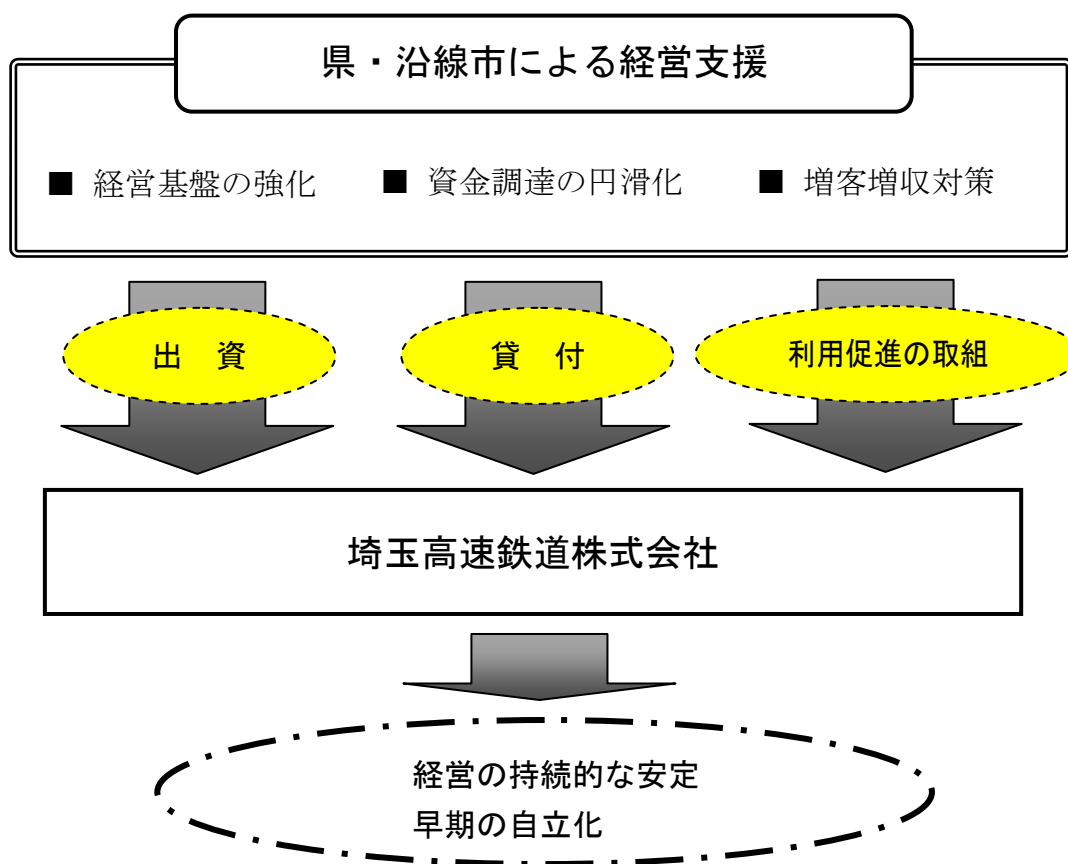 県・沿線市による経営支援
■ 経営基盤の強化 ■ 資金調達の円滑化 ■ 増客増収対策
出 資 貸 付 利用促進の取組
埼玉高速鉄道株式会社
経営の持続的な安定
早期の自立化